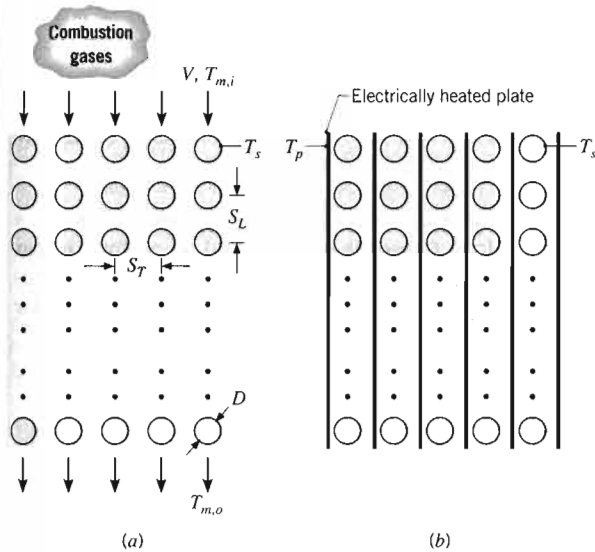 Combustion
gases
V, T_{m,i}
Electrically heated plate
T_s
T_p
T_s
S_L
S_T
D
T_{m,o}
(a)
(b)